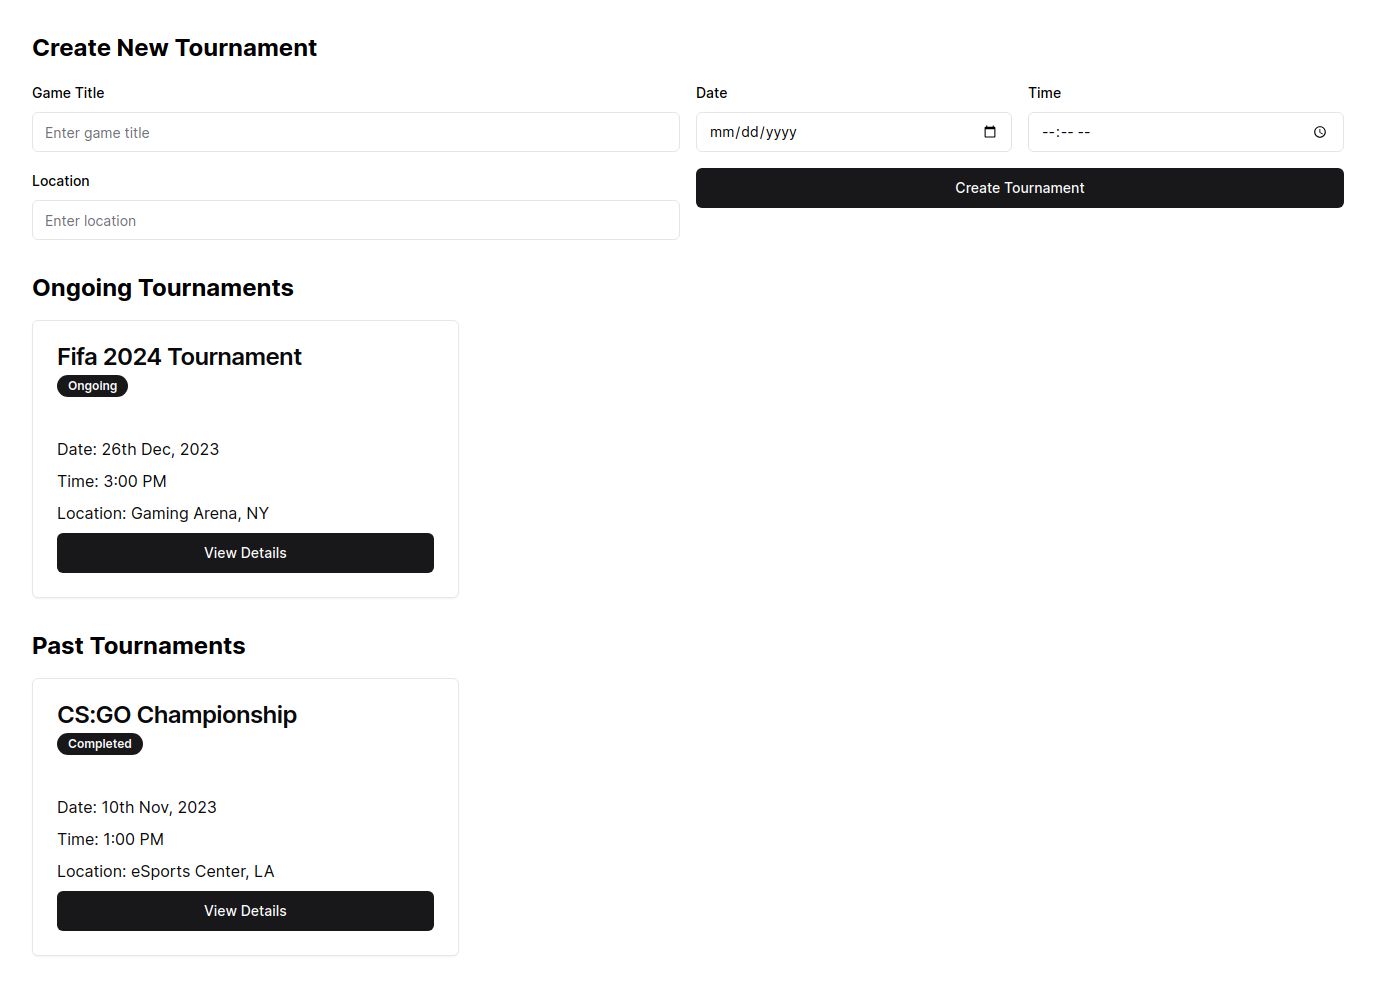 Create New Tournament
Game Title
Enter game title
Date
mm/dd/yyyy
Time
--:-- --
Location
Enter location
Create Tournament
Ongoing Tournaments
Fifa 2024 Tournament
Ongoing
Date: 26th Dec, 2023
Time: 3:00 PM
Location: Gaming Arena, NY
View Details
Past Tournaments
CS:GO Championship
Completed
Date: 10th Nov, 2023
Time: 1:00 PM
Location: eSports Center, LA
View Details